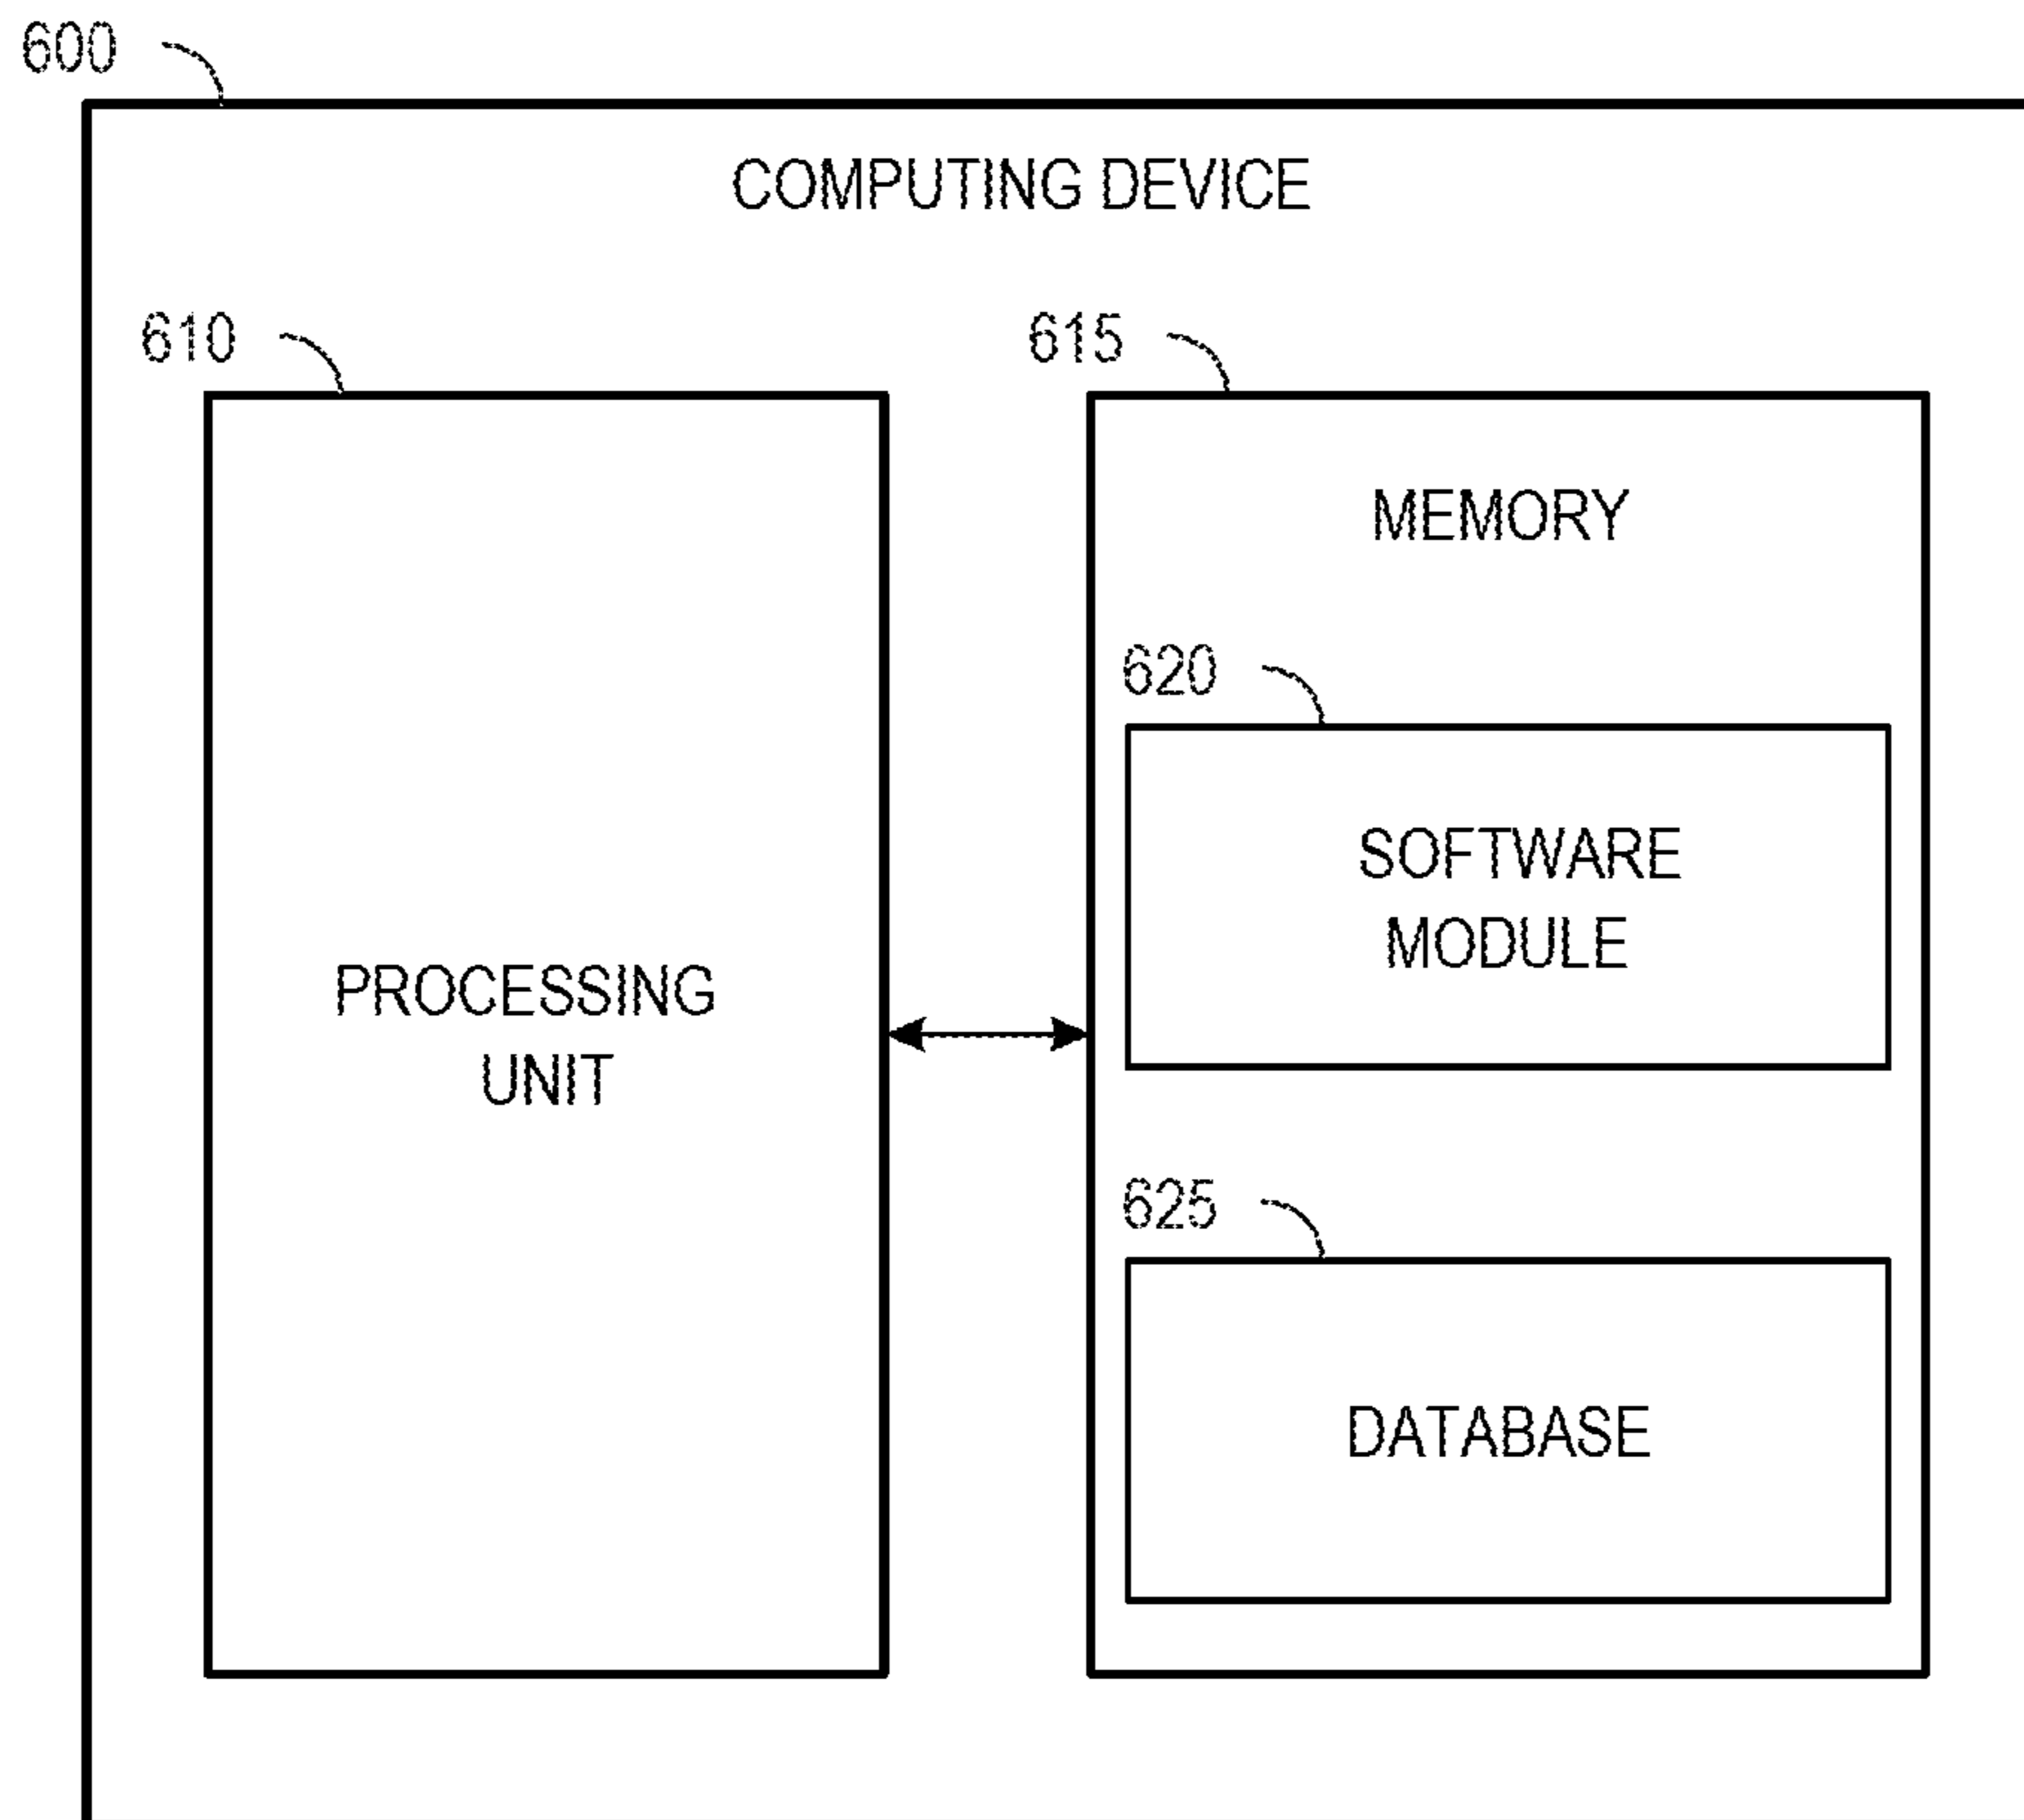 600
COMPUTING DEVICE
610
615
MEMORY
620
SOFTWARE
MODULE
PROCESSING
UNIT
625
DATABASE